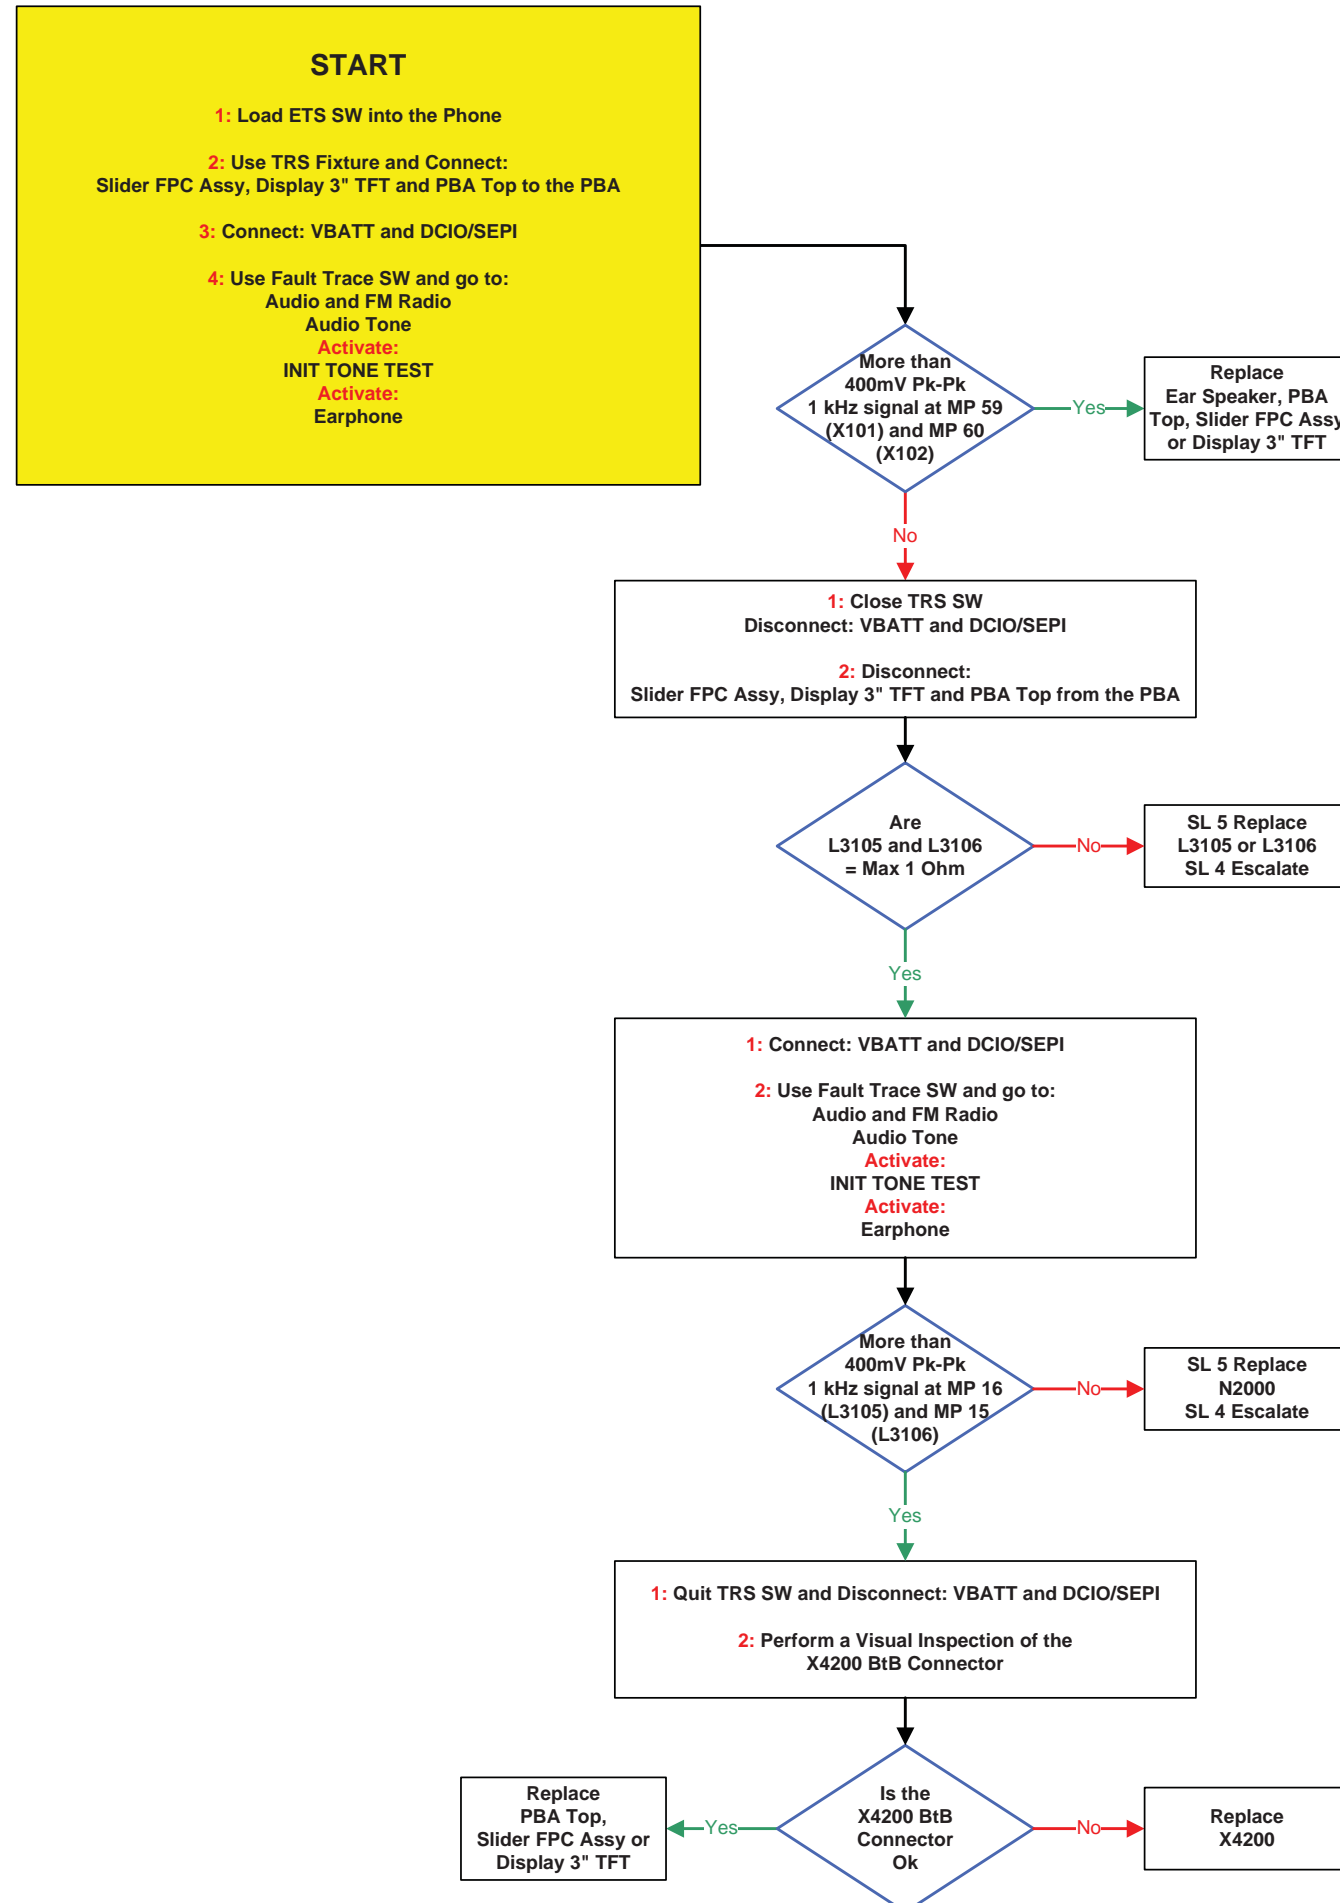 START
1: Load ETS SW into the Phone
2: Use TRS Fixture and Connect:
Slider FPC Assy, Display 3" TFT and PBA Top to the PBA
3: Connect: VBATT and DCIO/SEPI
4: Use Fault Trace SW and go to:
Audio and FM Radio
Audio Tone
Activate:
INIT TONE TEST
Activate:
Earphone
More than
400mV Pk-Pk
1 kHz signal at MP 59
(X101) and MP 60
(X102)
Yes
Replace
Ear Speaker, PBA
Top, Slider FPC Assy
or Display 3" TFT
No
1: Close TRS SW
Disconnect: VBATT and DCIO/SEPI
2: Disconnect:
Slider FPC Assy, Display 3" TFT and PBA Top from the PBA
Are
L3105 and L3106
= Max 1 Ohm
No
SL 5 Replace
L3105 or L3106
SL 4 Escalate
Yes
1: Connect: VBATT and DCIO/SEPI
2: Use Fault Trace SW and go to:
Audio and FM Radio
Audio Tone
Activate:
INIT TONE TEST
Activate:
Earphone
More than
400mV Pk-Pk
1 kHz signal at MP 16
(L3105) and MP 15
(L3106)
No
SL 5 Replace
N2000
SL 4 Escalate
Yes
1: Quit TRS SW and Disconnect: VBATT and DCIO/SEPI
2: Perform a Visual Inspection of the
X4200 BtB Connector
Replace
PBA Top,
Slider FPC Assy or
Display 3" TFT
Yes
Is the
X4200 BtB
Connector
Ok
No
Replace
X4200